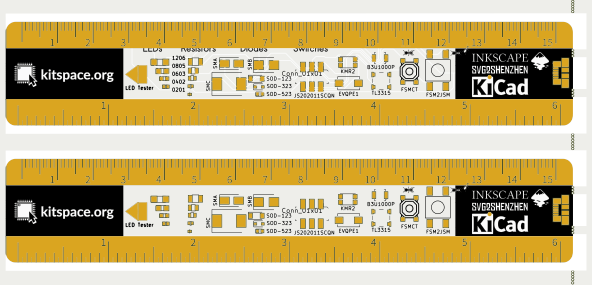 1 2 3 4 5 6 7 8 9 10 11 12 13 14 15
LEDs Resistors Diodes Switches
kitspace.org
LED Tester
1206
0805
0603
0402
0201
SMA SMB
SMC
SOD-123
SOD-323
SOD-523
Conn_01x01
JS202011SCQN
KMR2
EVQPE1
B3U1000P
TL3315
FSMCT
FSM2JSM
INKSCAPE
SVG2SHENZHEN
KiCad
1 2 3 4 5 6
1 2 3 4 5 6 7 8 9 10 11 12 13 14 15
kitspace.org
LED Tester
SMA SMB
SMC
SOD-123
SOD-323
SOD-523
Conn_01x01
JS202011SCQN
KMR2
EVQPE1
B3U1000P
TL3315
FSMCT
FSM2JSM
INKSCAPE
SVG2SHENZHEN
KiCad
1 2 3 4 5 6